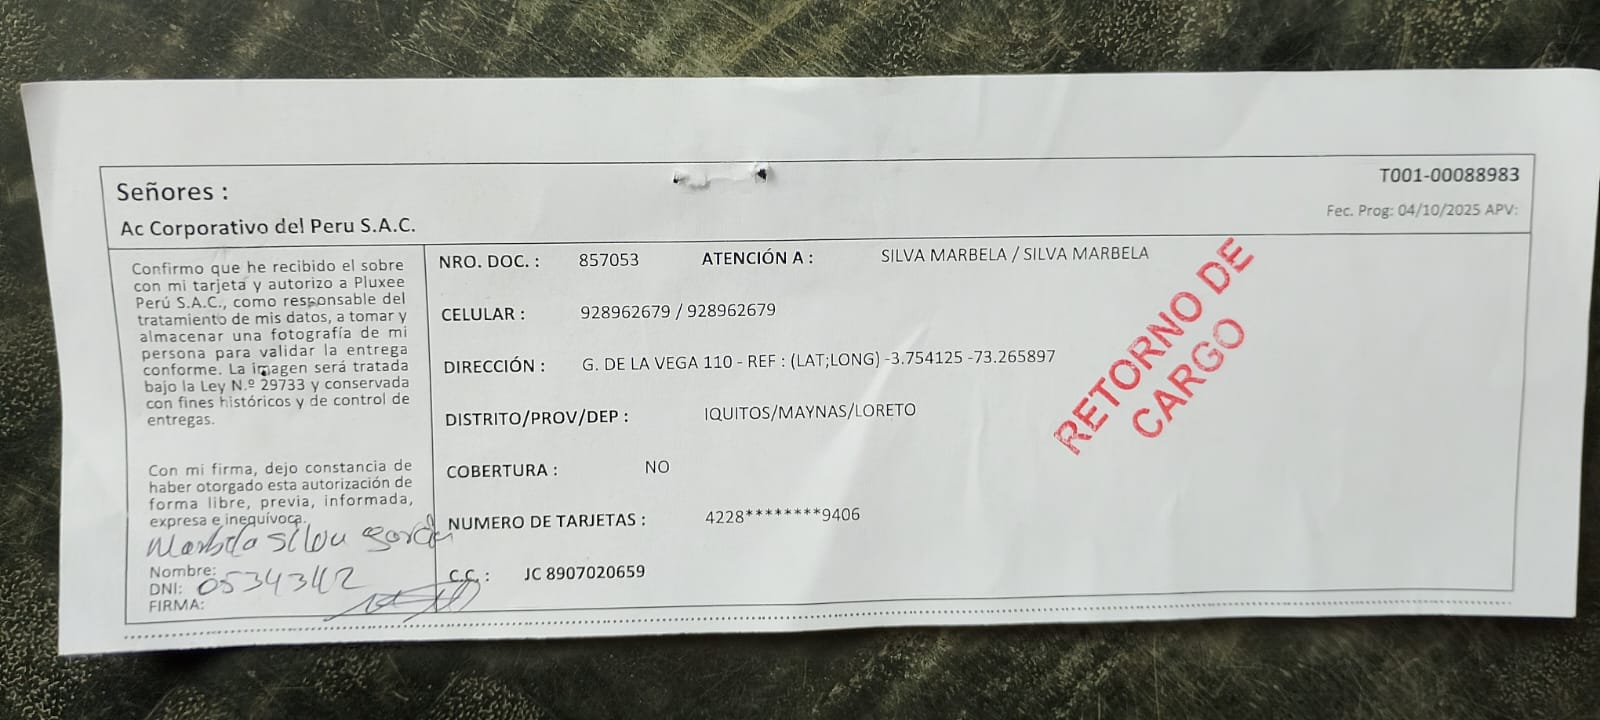 Señores :
T001-00088983
Ac Corporativo del Peru S.A.C.
Fec. Prog: 04/10/2025 APV:
Confirmo que he recibido el sobre
con mi tarjeta y autorizo a Pluxee
Perú S.A.C., como responsable del
tratamiento de mis datos, a tomar y
almacenar una fotografía de mi
persona para validar la entrega
conforme. La imagen será tratada
bajo la Ley N.º 29733 y conservada
con fines históricos y de control de
entregas.
Con mi firma, dejo constancia de
haber otorgado esta autorización de
forma libre, previa, informada,
expresa e inequívoca.
Silva
Nombre:
DNI: 0534342
FIRMA:
NRO. DOC. : 857053 ATENCIÓN A : SILVA MARBELA / SILVA MARBELA
CELULAR : 928962679 / 928962679
DIRECCIÓN : G. DE LA VEGA 110 - REF : (LAT;LONG) -3.754125 -73.265897
DISTRITO/PROV/DEP : IQUITOS/MAYNAS/LORETO
COBERTURA : NO
NUMERO DE TARJETAS : 4228********9406
C.C. : JC 8907020659
RETORNO DE
CARGO